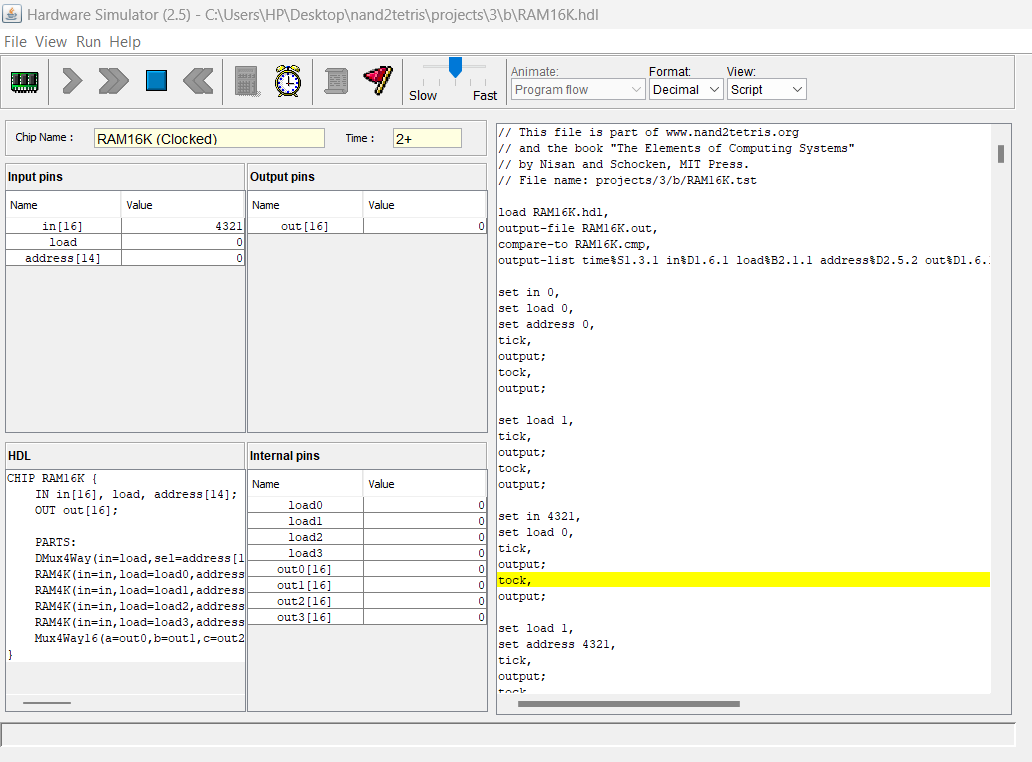 Hardware Simulator (2.5) - C:\Users\HP\Desktop\nand2tetris\projects\3\b\RAM16K.hdl
File View Run Help
Slow Fast
Animate: Format: View:
Program flow Decimal Script
Chip Name : RAM16K (Clocked) Time : 2+
Input pins
Name Value
in[16] 4321
load 0
address[14] 0
Output pins
Name Value
out[16] 0
HDL
CHIP RAM16K {
IN in[16], load, address[14];
OUT out[16];
PARTS:
DMux4Way(in=load,sel=address[1
RAM4K(in=in,load=load0,address
RAM4K(in=in,load=load1,address
RAM4K(in=in,load=load2,address
RAM4K(in=in,load=load3,address
Mux4Way16(a=out0,b=out1,c=out2
}
Internal pins
Name Value
load0 0
load1 0
load2 0
load3 0
out0[16] 0
out1[16] 0
out2[16] 0
out3[16] 0
// This file is part of www.nand2tetris.org
// and the book "The Elements of Computing Systems"
// by Nisan and Schocken, MIT Press.
// File name: projects/3/b/RAM16K.tst
load RAM16K.hdl,
output-file RAM16K.out,
compare-to RAM16K.cmp,
output-list time%S1.3.1 in%D1.6.1 load%B2.1.1 address%D2.5.2 out%D1.6.
set in 0,
set load 0,
set address 0,
tick,
output;
tock,
output;
set load 1,
tick,
output;
tock,
output;
set in 4321,
set load 0,
tick,
output;
tock,
output;
set load 1,
set address 4321,
tick,
output;
tock